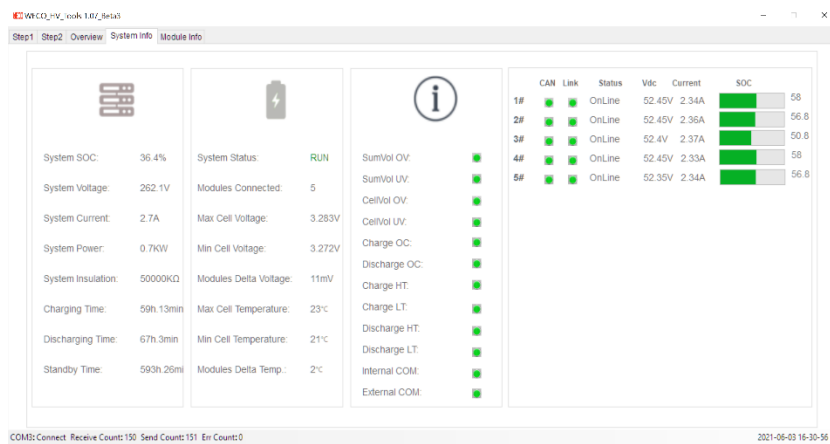 WECO WECO_HV_Tools 1.07_Beta3
Step1 Step2 Overview System Info Module Info
System SOC: 36.4%
System Voltage: 262.1V
System Current: 2.7A
System Power: 0.7KW
System Insulation: 50000KΩ
Charging Time: 59h.13min
Discharging Time: 67h.3min
Standby Time: 593h.26mi
System Status: RUN
Modules Connected: 5
Max Cell Voltage: 3.283V
Min Cell Voltage: 3.272V
Modules Delta Voltage: 11mV
Max Cell Temperature: 23°C
Min Cell Temperature: 21°C
Modules Delta Temp.: 2°C
i
SumVol OV:
SumVol UV:
CellVol OV:
CellVol UV:
Charge OC:
Discharge OC:
Charge HT:
Charge LT:
Discharge HT:
Discharge LT:
Internal COM:
External COM:
CAN Link Status Vdc Current SOC
1# OnLine 52.45V 2.34A 58
2# OnLine 52.45V 2.36A 56.8
3# OnLine 52.4V 2.37A 50.8
4# OnLine 52.45V 2.33A 58
5# OnLine 52.35V 2.34A 56.8
COM3: Connect Receive Count: 150 Send Count: 151 Err Count: 0
2021-06-03 16-30-56